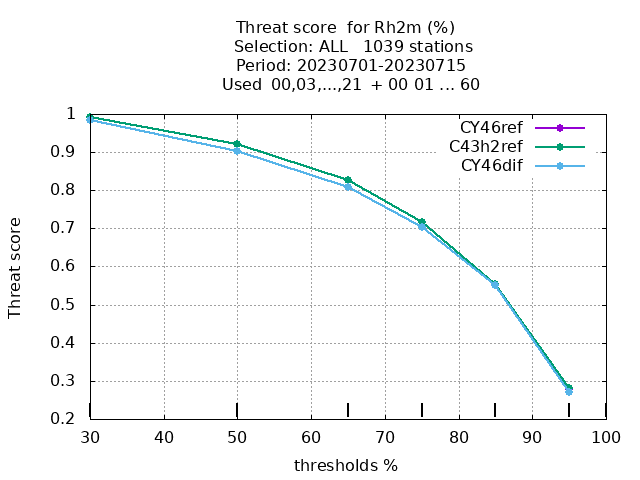 Threat score  for Rh2m (%)
Selection: ALL   1039 stations
Period: 20230701-20230715
Used  00,03,...,21  + 00 01 ... 60
CY46ref
C43h2ref
CY46dif
Threat score
1
0.9
0.8
0.7
0.6
0.5
0.4
0.3
0.2
30 40 50 60 70 80 90 100
thresholds %